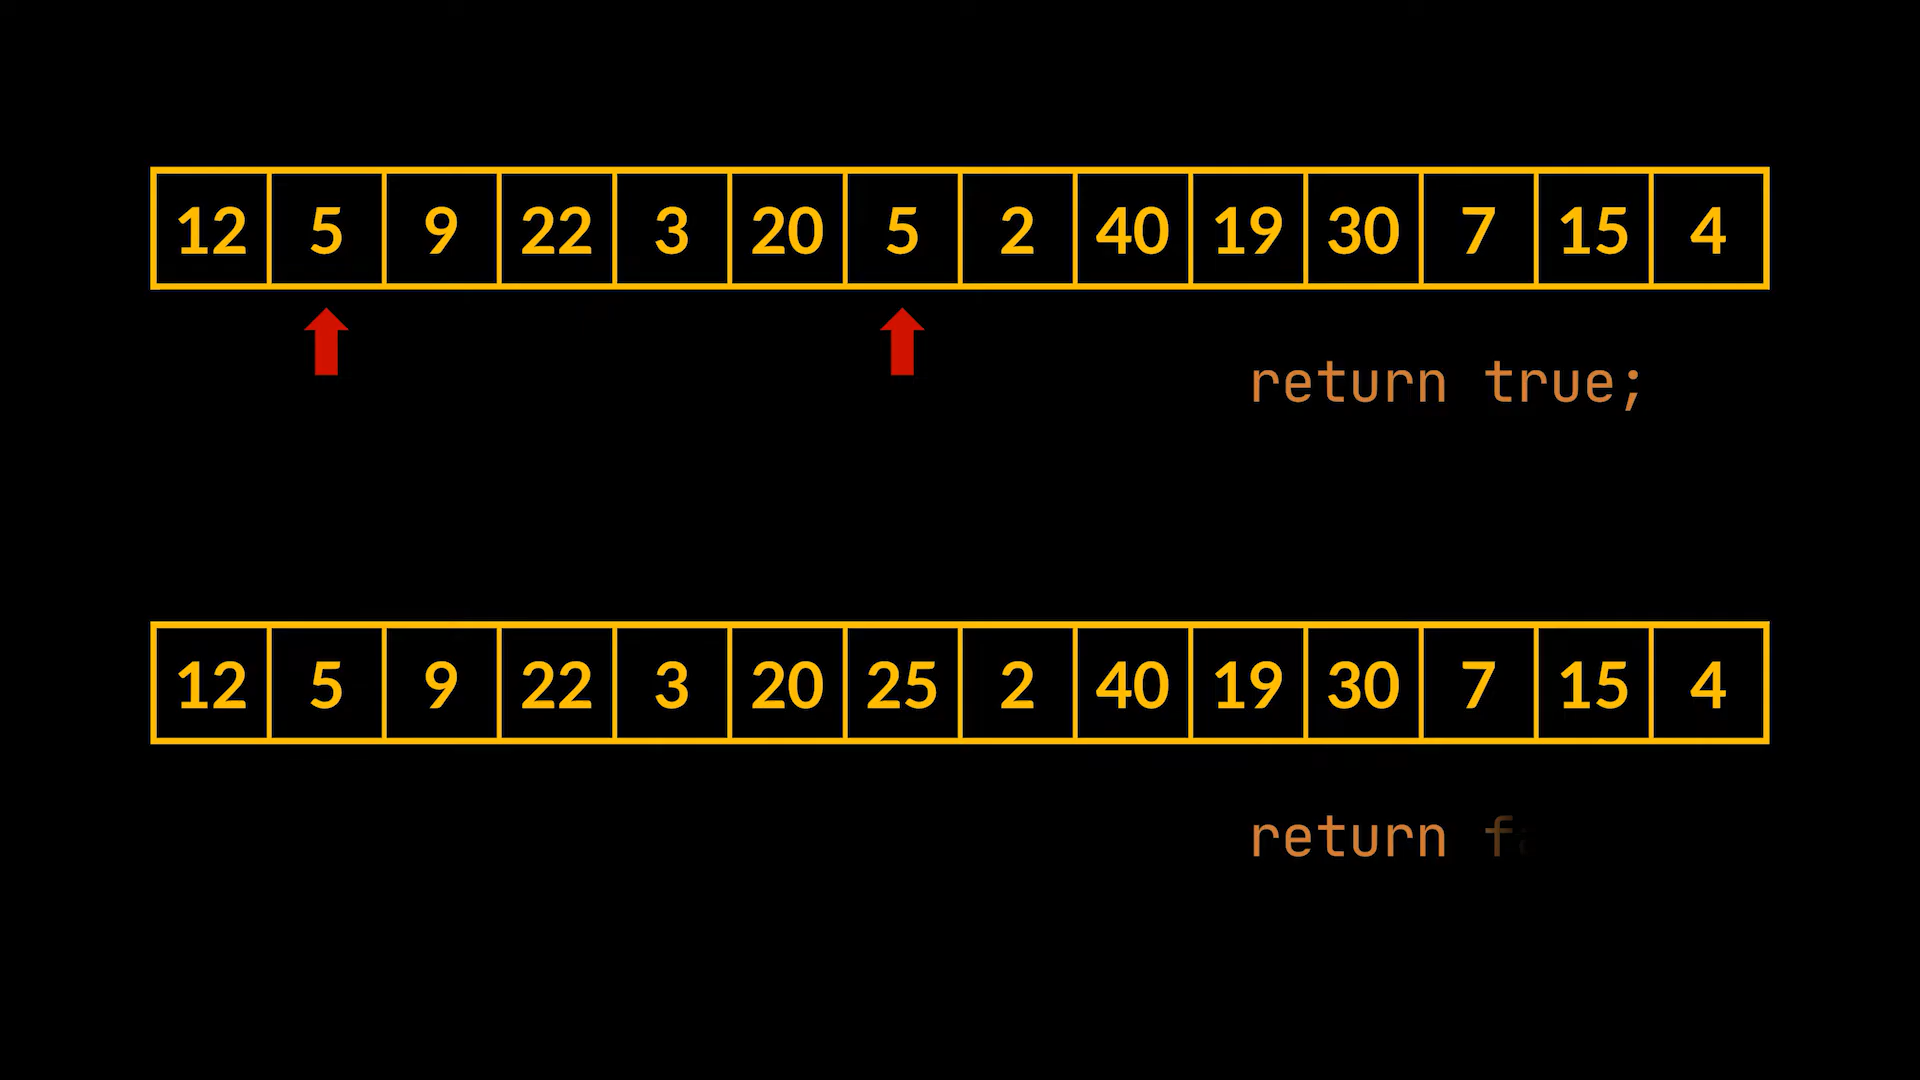 12 5 9 22 3 20 5 2 40 19 30 7 15 4
return true;
12 5 9 22 3 20 25 2 40 19 30 7 15 4
return